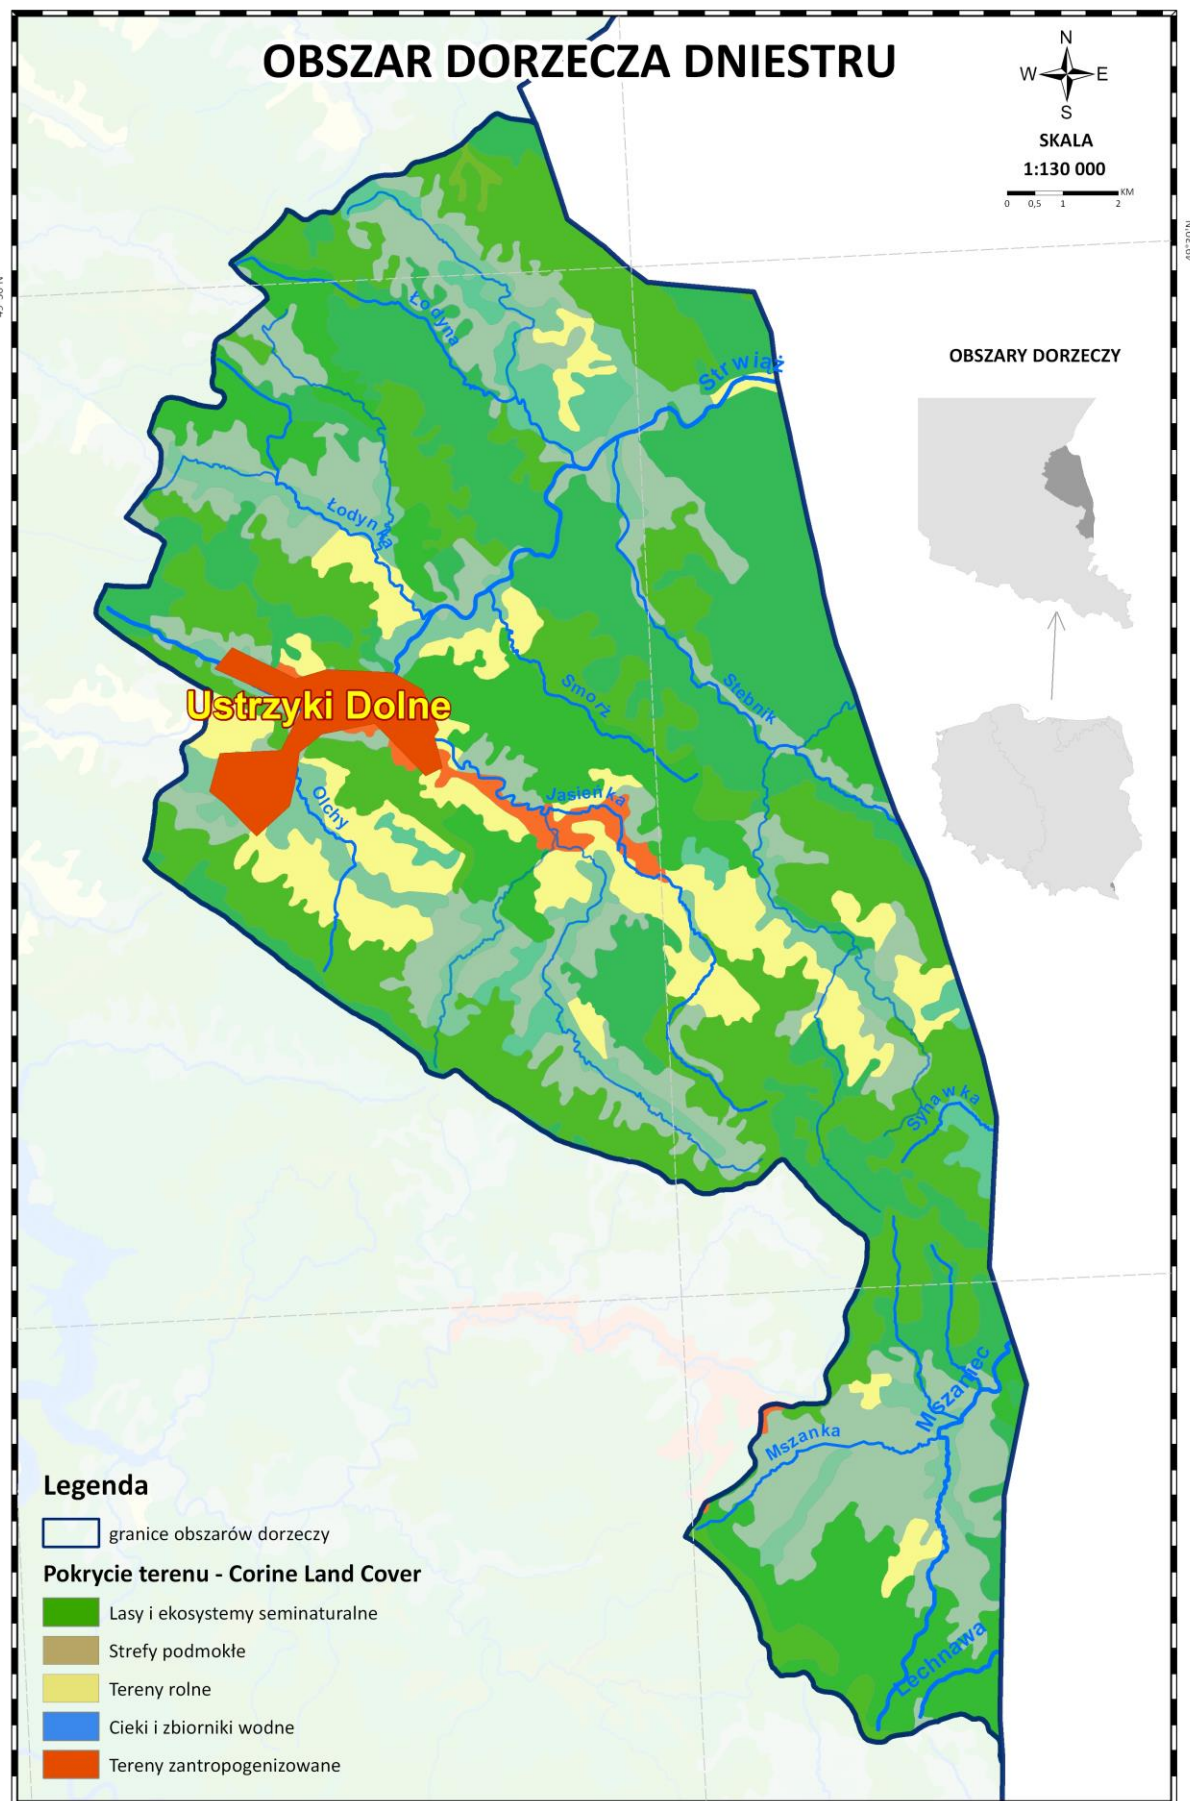 OBSZAR DORZECZA DNIESTRU
N
W E
S
SKALA
1:130 000
KM
0 0,5 1 2
49°30'N
OBSZARY DORZECZY
Łodyna
Strwiąż
Łodynka
Ustrzyki Dolne
Smorż
Stebnik
Jasieńka
Olchy
Syhawka
Mszaniec
Mszanka
Lechnawa
Legenda
granice obszarów dorzeczy
Pokrycie terenu - Corine Land Cover
Lasy i ekosystemy seminaturalne
Strefy podmokłe
Tereny rolne
Cieki i zbiorniki wodne
Tereny zantropogenizowane